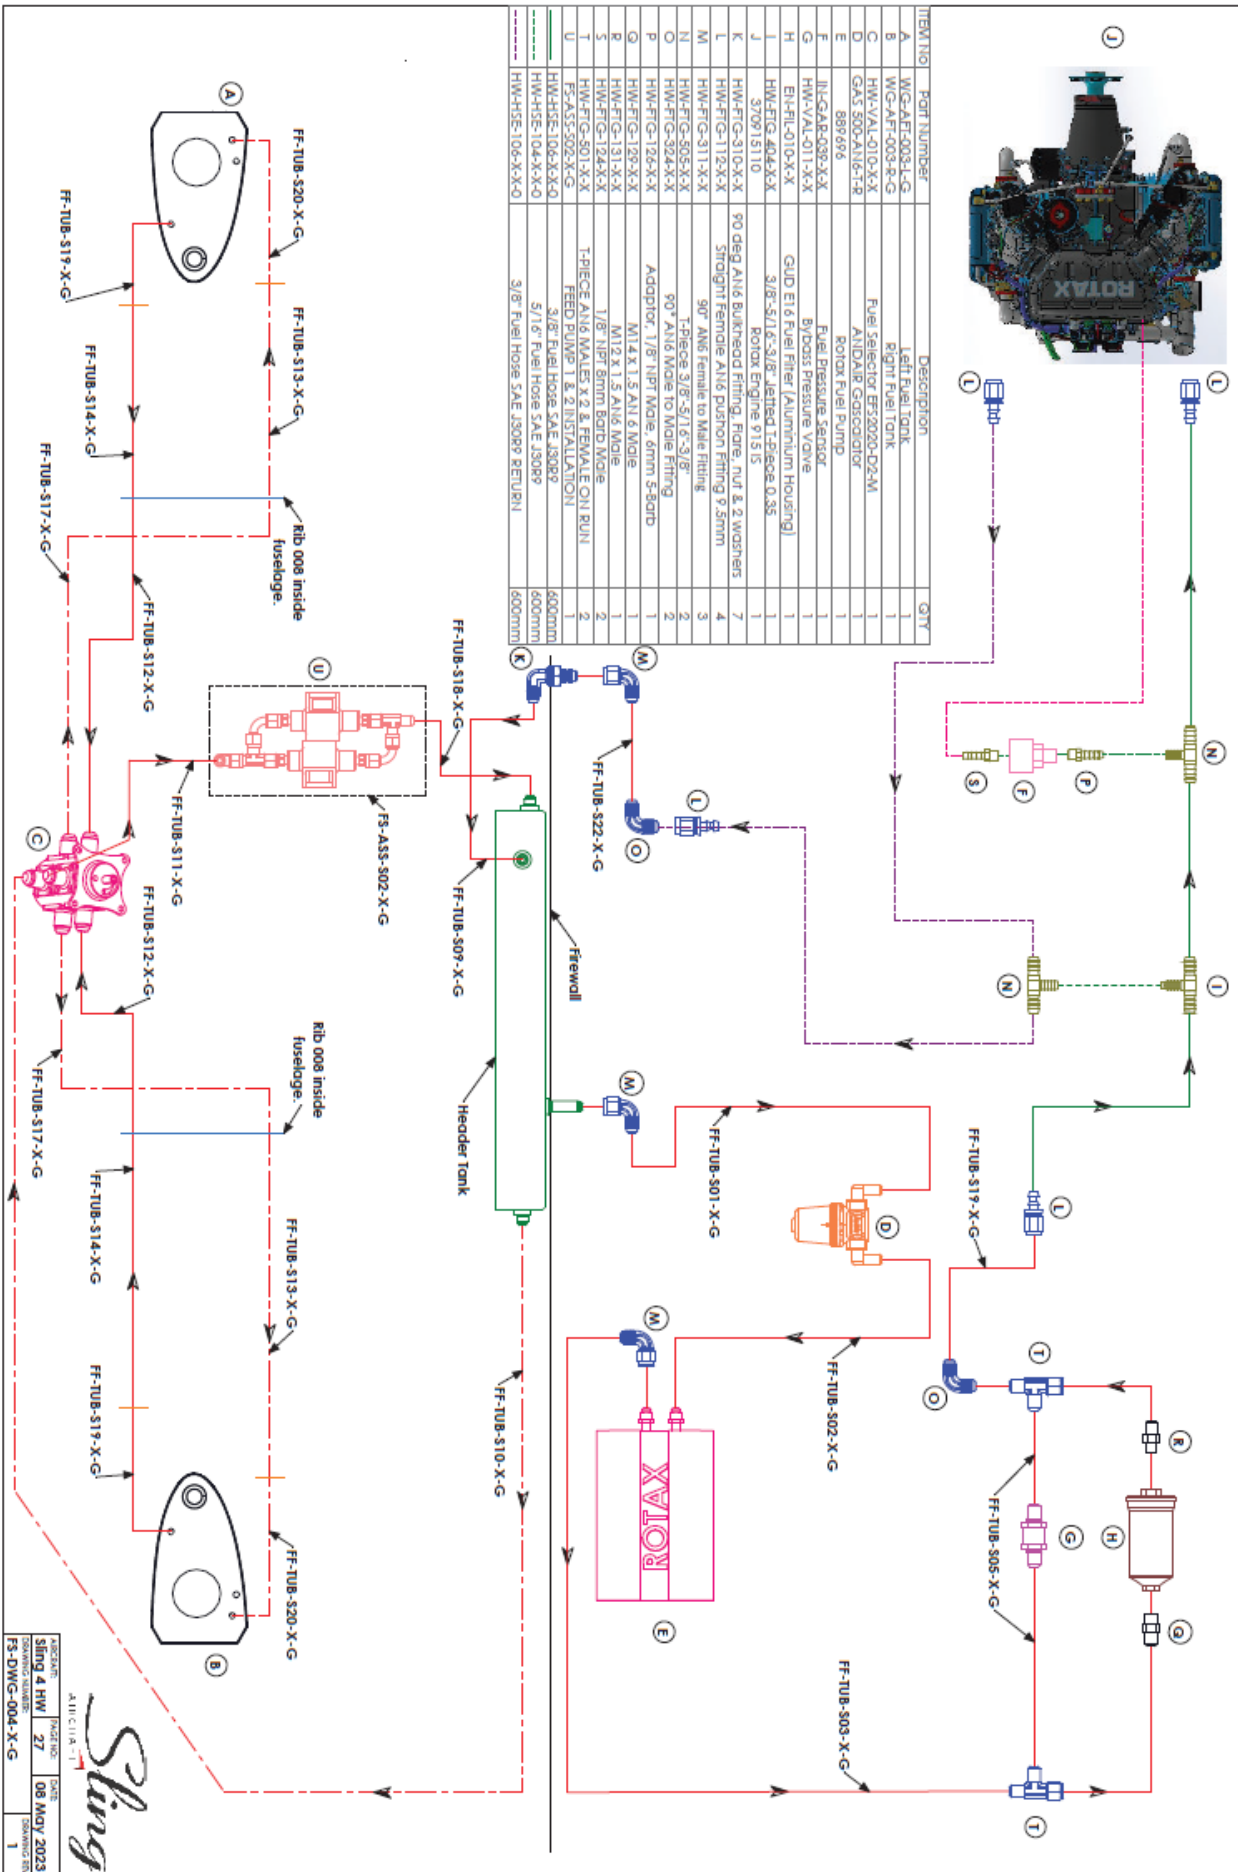 ITEM No Part Number Description QTY
A WG-AFT-003-L-G Left Fuel Tank 1
B WG-AFT-003-R-G Right Fuel Tank 1
C HW-VAL-010-X-X Fuel Selector EFS2020-D2-M 1
D GAS 500-AN6-T-R ANDAIR Gascolator 1
E 889696 Rotax Fuel Pump 1
F IN-GAR-039-X-X Fuel Pressure Sensor 1
G HW-VAL-011-X-X Bypass Pressure Valve 1
H EN-FIL-010-X-X GUD E16 Fuel Filter (Aluminium Housing) 1
I HW-FTG-404-X-X 3/8"-5/16"-3/8" Jetted T-Piece 0.35 1
J 370915110 Rotax Engine 915 iS 1
K HW-FTG-310-X-X 90 deg AN6 Bulkhead Fitting, Flare, nut & 2 washers 7
L HW-FTG-112-X-X Straight Female AN6 pushon Fitting 9.5mm 4
M HW-FTG-311-X-X 90° AN6 Female to Male Fitting 3
N HW-FTG-505-X-X T-Piece 3/8"-5/16"-3/8" 2
O HW-FTG-324-X-X 90° AN6 Male to Male Fitting 2
P HW-FTG-126-X-X Adaptor, 1/8" NPT Male, 6mm S-Barb 1
Q HW-FTG-129-X-X M14 X 1.5 AN 6 Male 1
R HW-FTG-131-X-X M12 X 1.5 AN6 Male 1
S HW-FTG-124-X-X 1/8" NPT 8mm Barb Male 2
T HW-FTG-501-X-X T-PIECE AN6 MALES x 2 & FEMALE ON RUN 2
U FS-ASS-S02-X-G FEED PUMP 1 & 2 INSTALLATION 1
HW-HSE-106-X-X-0 3/8" Fuel Hose SAE J30R9 600mm
HW-HSE-104-X-X-0 5/16" Fuel Hose SAE J30R9 600mm
HW-HSE-106-X-X-0 3/8" Fuel Hose SAE J30R9 RETURN 600mm
J
ROTAX
L
L
N
I
P
F
S
N
L
FF-TUB-S19-X-G
O
T
R
H
Q
G
FF-TUB-S05-X-G
T
FF-TUB-S03-X-G
M
K
FF-TUB-S22-X-G
O
L
M
FF-TUB-S01-X-G
D
FF-TUB-S02-X-G
M
ROTAX
E
FF-TUB-S18-X-G
Firewall
FF-TUB-S09-X-G
Header Tank
FF-TUB-S10-X-G
U
FS-ASS-S02-X-G
FF-TUB-S11-X-G
A
FF-TUB-S20-X-G
FF-TUB-S13-X-G
FF-TUB-S19-X-G
FF-TUB-S14-X-G
Rib 008 inside
fuselage.
FF-TUB-S17-X-G
FF-TUB-S12-X-G
C
FF-TUB-S12-X-G
FF-TUB-S17-X-G
Rib 008 inside
fuselage.
FF-TUB-S14-X-G
FF-TUB-S13-X-G
FF-TUB-S19-X-G
FF-TUB-S20-X-G
B
Sling
AIRCRAFT
AIRCRAFT: PAGE NO: DATE:
Sling 4 HW 27 08 May 2023
DRAWING NUMBER: DRAWING REV
FS-DWG-004-X-G 1